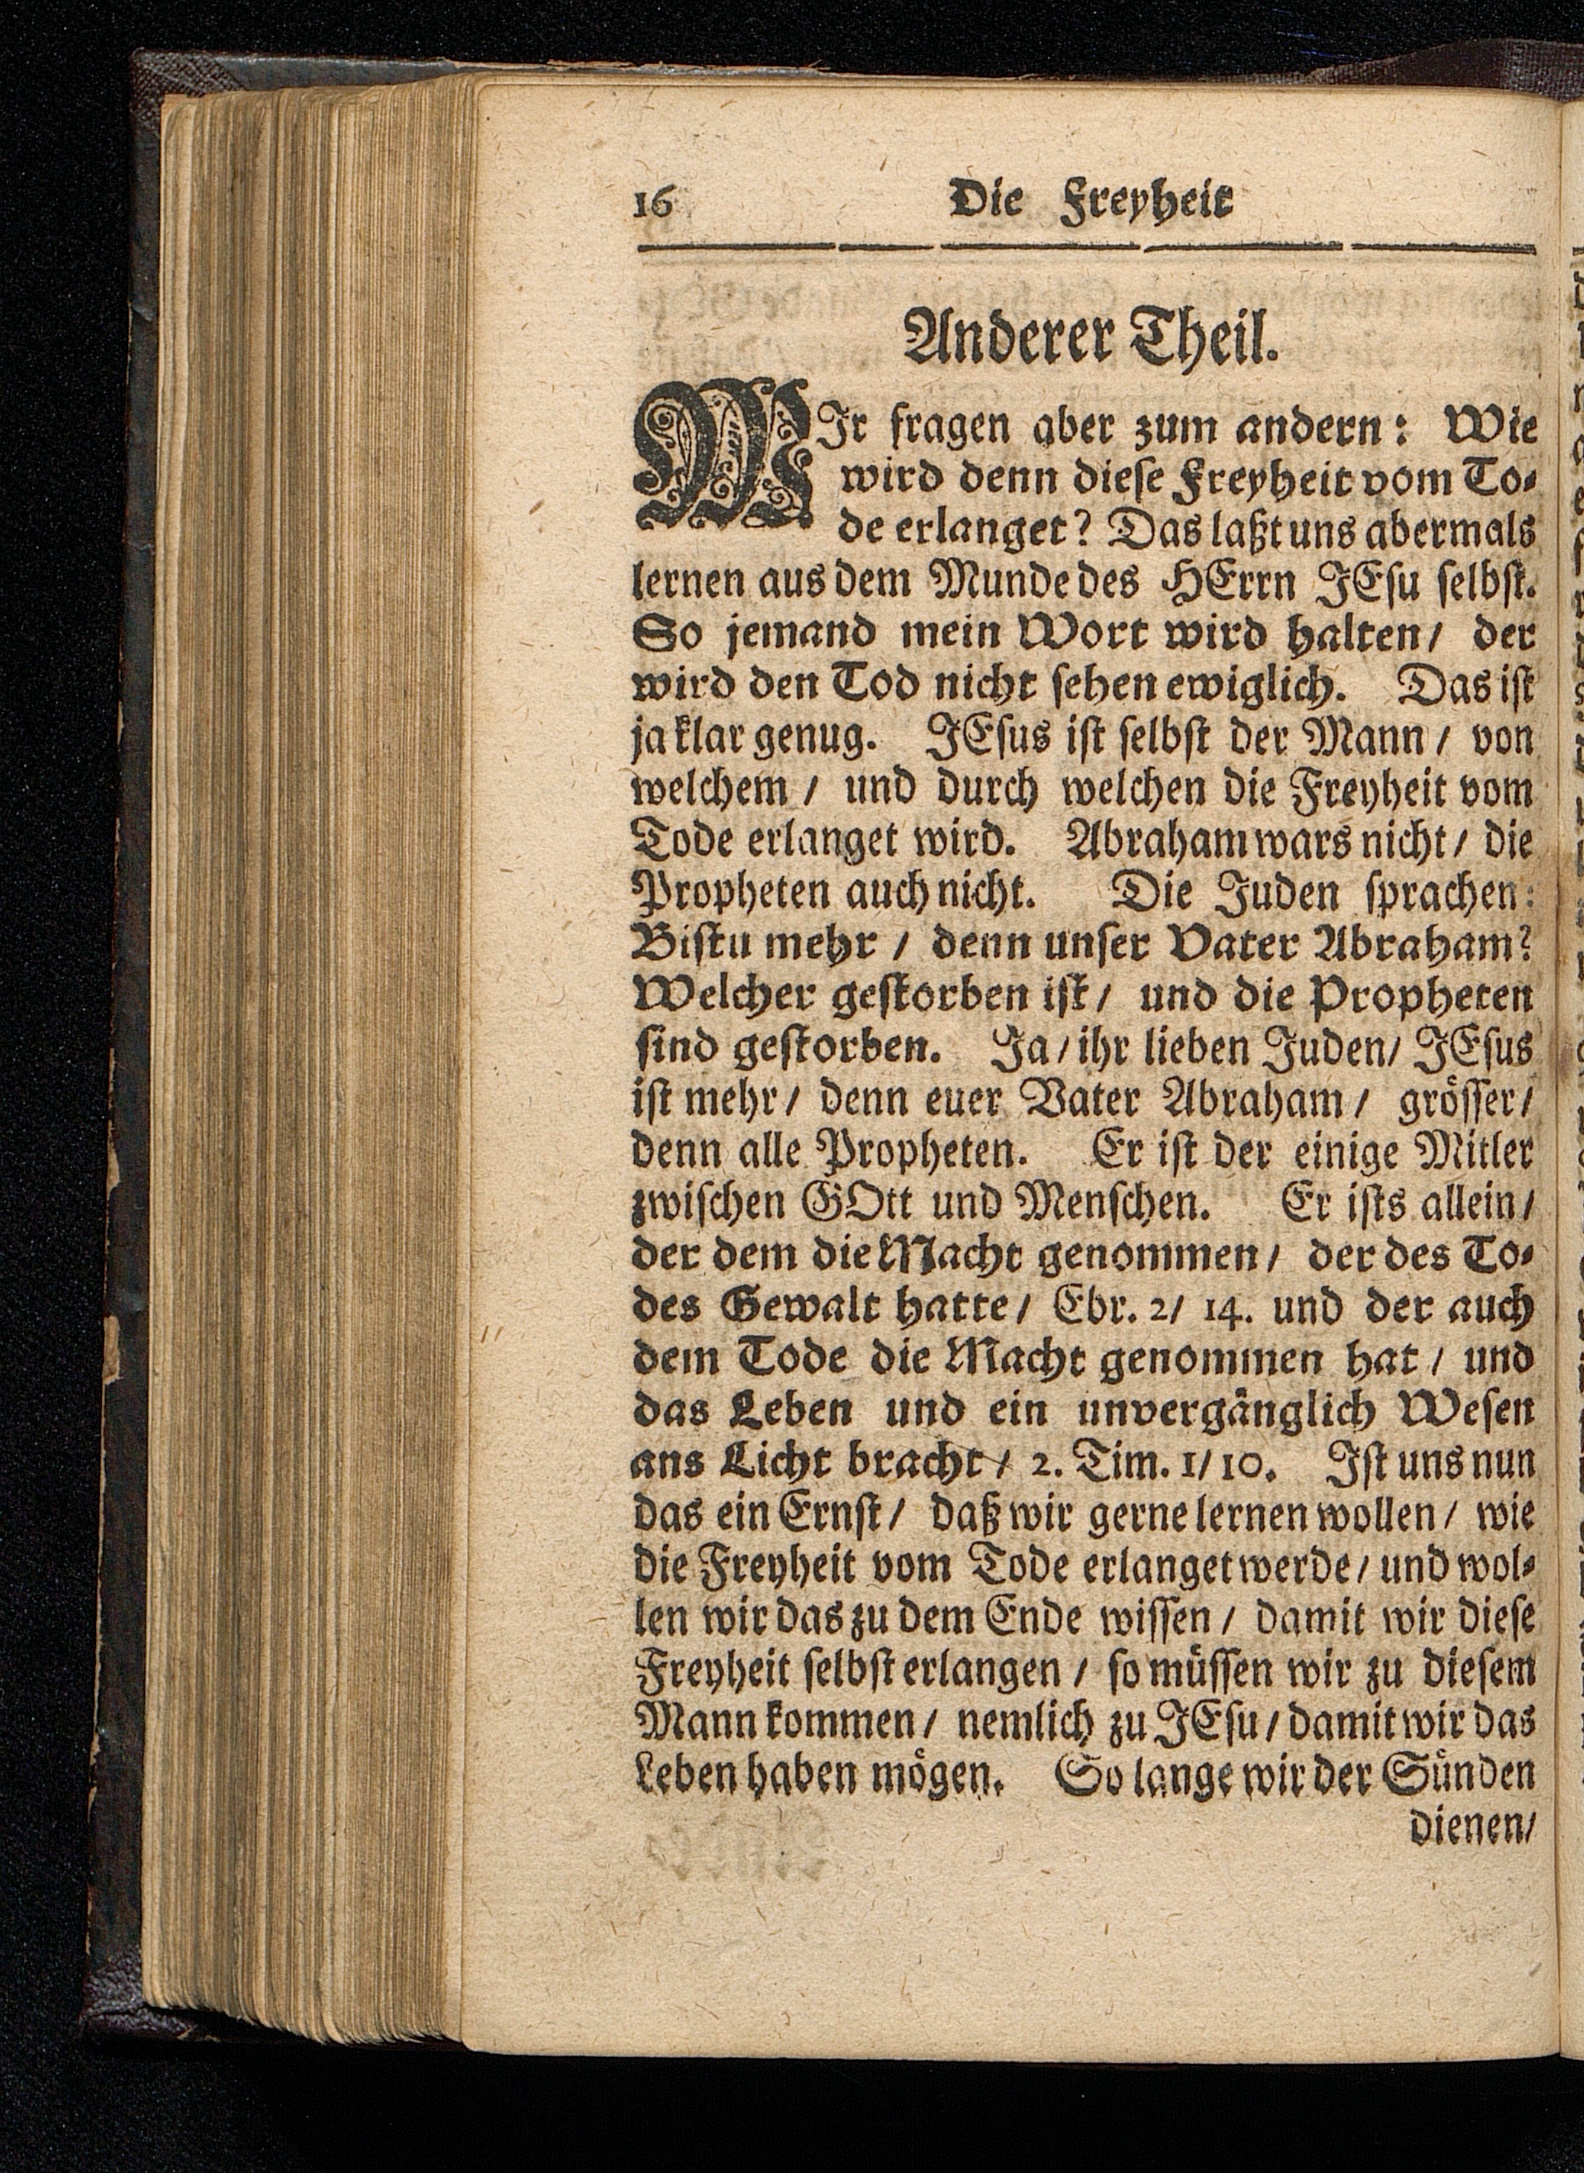 16 Die Freyheit
Anderer Theil.
WIr fragen aber zum andern: Wie
wird denn dieſe Freyheit vom To⸗
de erlanget? Das laßt uns abermals
lernen aus dem Munde des HErrn JEſu ſelbſt.
So jemand mein Wort wird halten/ der
wird den Tod nicht ſehen ewiglich. Das iſt
ja klar genug. JEſus iſt ſelbſt der Mann/ von
welchem/ und durch welchen die Freyheit vom
Tode erlanget wird. Abraham wars nicht/ die
Propheten auch nicht. Die Juden ſprachen:
Biſtu mehr/ denn unſer Vater Abraham?
Welcher geſtorben iſt/ und die Propheten
ſind geſtorben. Ja/ ihr lieben Juden/ JEſus
iſt mehr/ denn euer Vater Abraham/ gröſſer/
denn alle Propheten. Er iſt der einige Mitler
zwiſchen GOtt und Menſchen. Er iſts allein/
der dem die Macht genommen/ der des To⸗
des Gewalt hatte/ Ebr. 2/ 14. und der auch
dem Tode die Macht genommen hat/ und
das Leben und ein unvergänglich Weſen
ans Licht bracht/ 2. Tim. 1/10. Iſt uns nun
das ein Ernſt/ daß wir gerne lernen wollen/ wie
die Freyheit vom Tode erlanget werde/ und wol⸗
len wir das zu dem Ende wiſſen/ damit wir dieſe
Freyheit ſelbſt erlangen/ ſo müſſen wir zu dieſem
Mann kommen/ nemlich zu JEſu/ damit wir das
Leben haben mögen. So lange wir der Sünden
dienen/